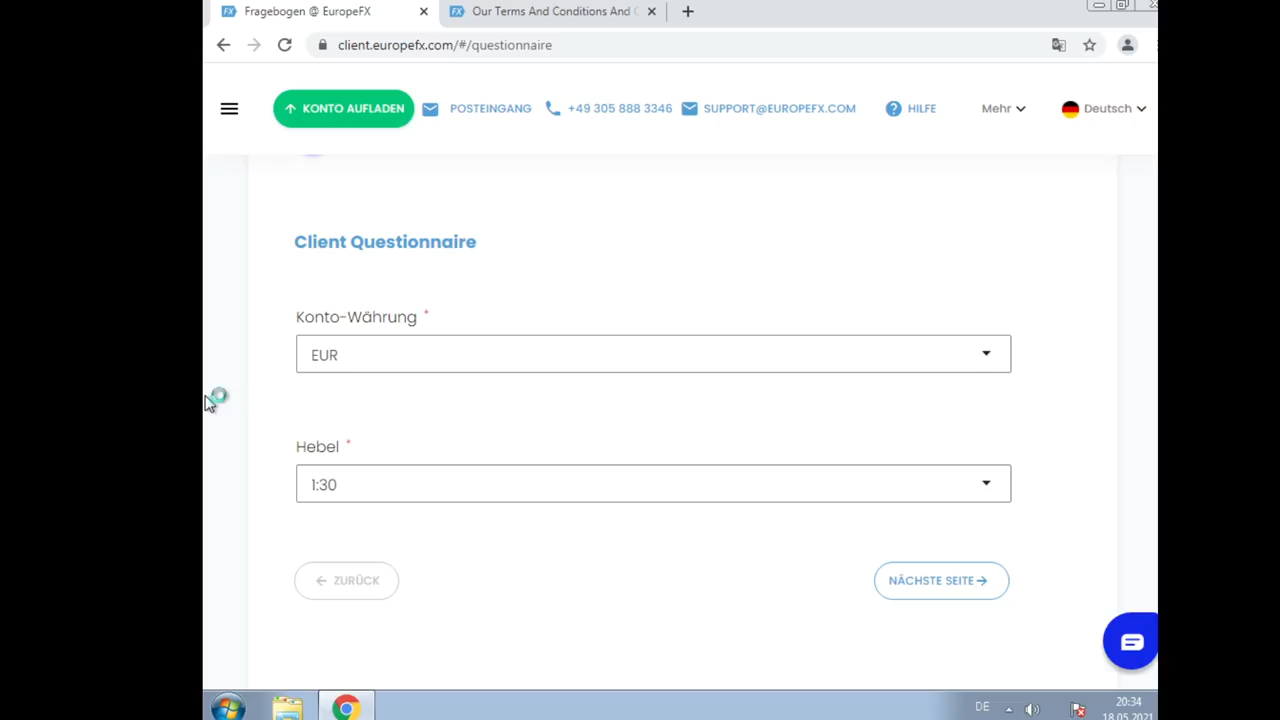 FX Fragebogen @ EuropeFX
FX Our Terms And Conditions And
client.europefx.com/#/questionnaire
KONTO AUFLADEN
POSTEINGANG
+49 305 888 3346
SUPPORT@EUROPEFX.COM
HILFE
Mehr
Deutsch
Client Questionnaire
Konto-Währung *
EUR
Hebel *
1:30
ZURÜCK
NÄCHSTE SEITE
DE
20:34
18.05.2021